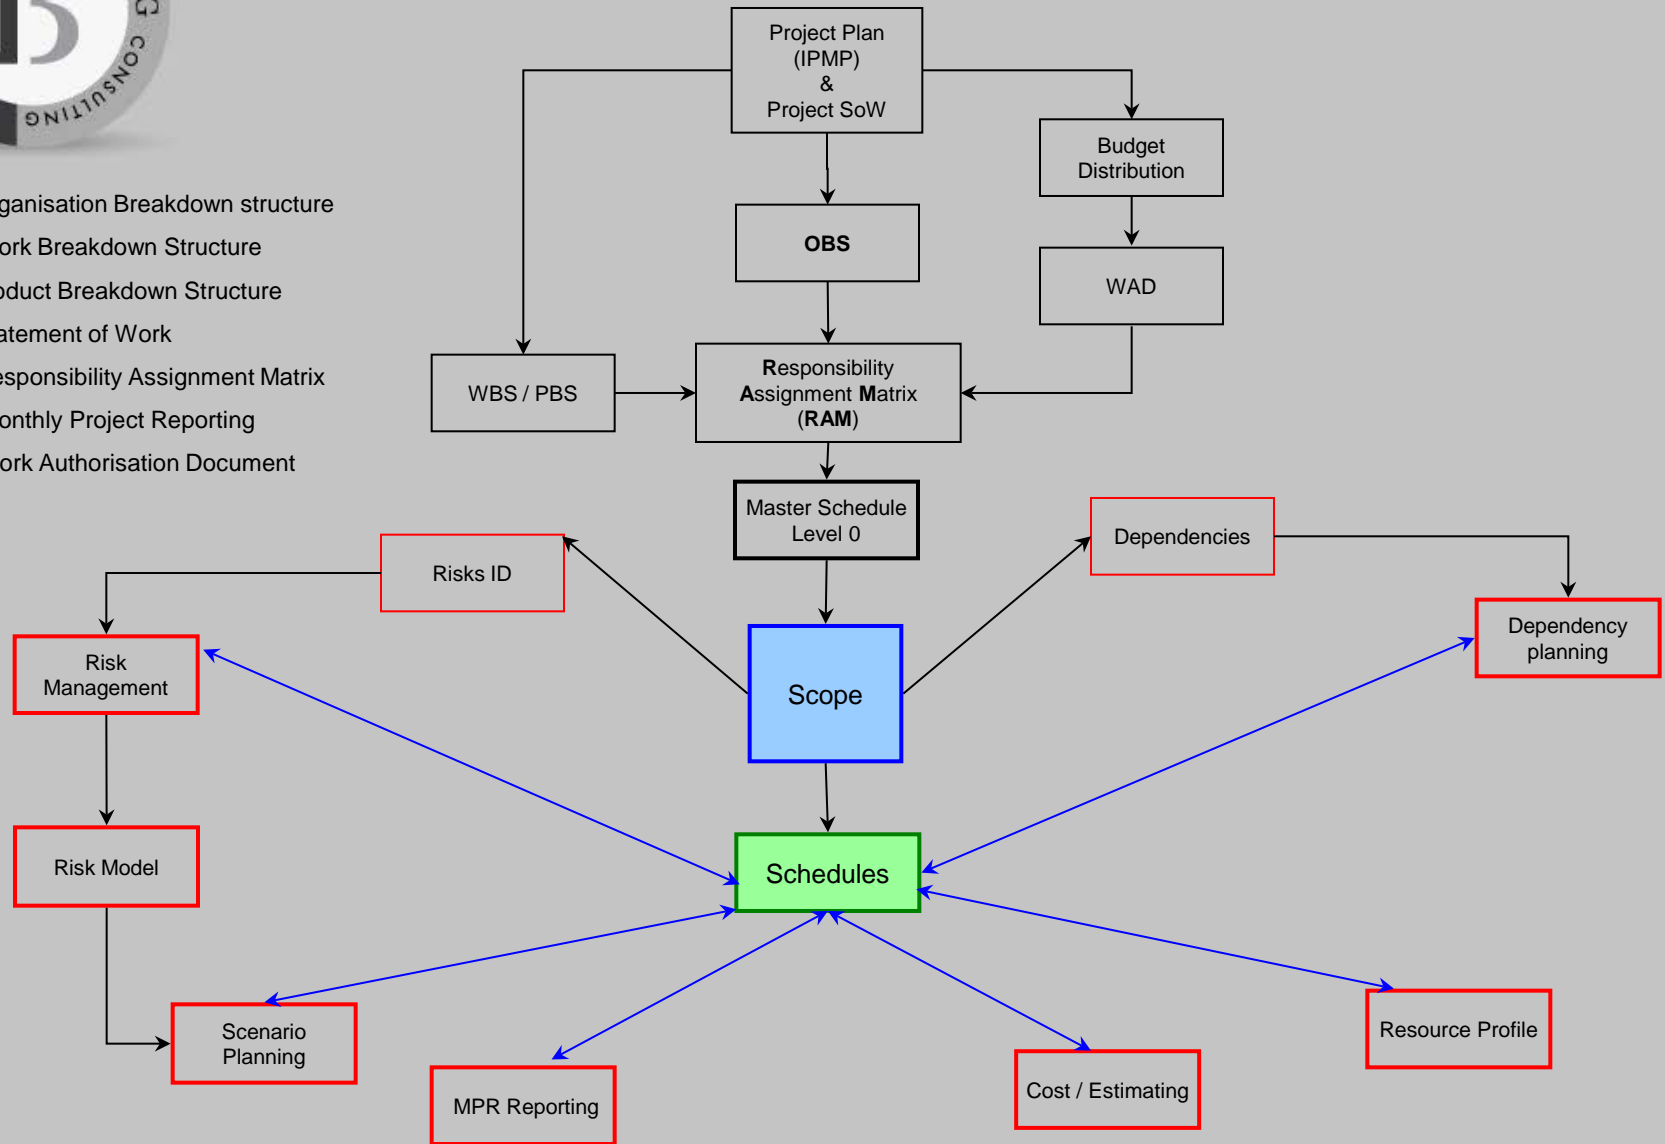 G CONSULTING
Project Plan
(IPMP)
&
Project SoW
Budget
Distribution
ganisation Breakdown structure
ork Breakdown Structure
oduct Breakdown Structure
atement of Work
esponsibility Assignment Matrix
onthly Project Reporting
ork Authorisation Document
OBS
WAD
WBS / PBS
Responsibility
Assignment Matrix
(RAM)
Master Schedule
Level 0
Dependencies
Risks ID
Dependency
planning
Risk
Management
Scope
Risk Model
Schedules
Scenario
Planning
Resource Profile
MPR Reporting
Cost / Estimating